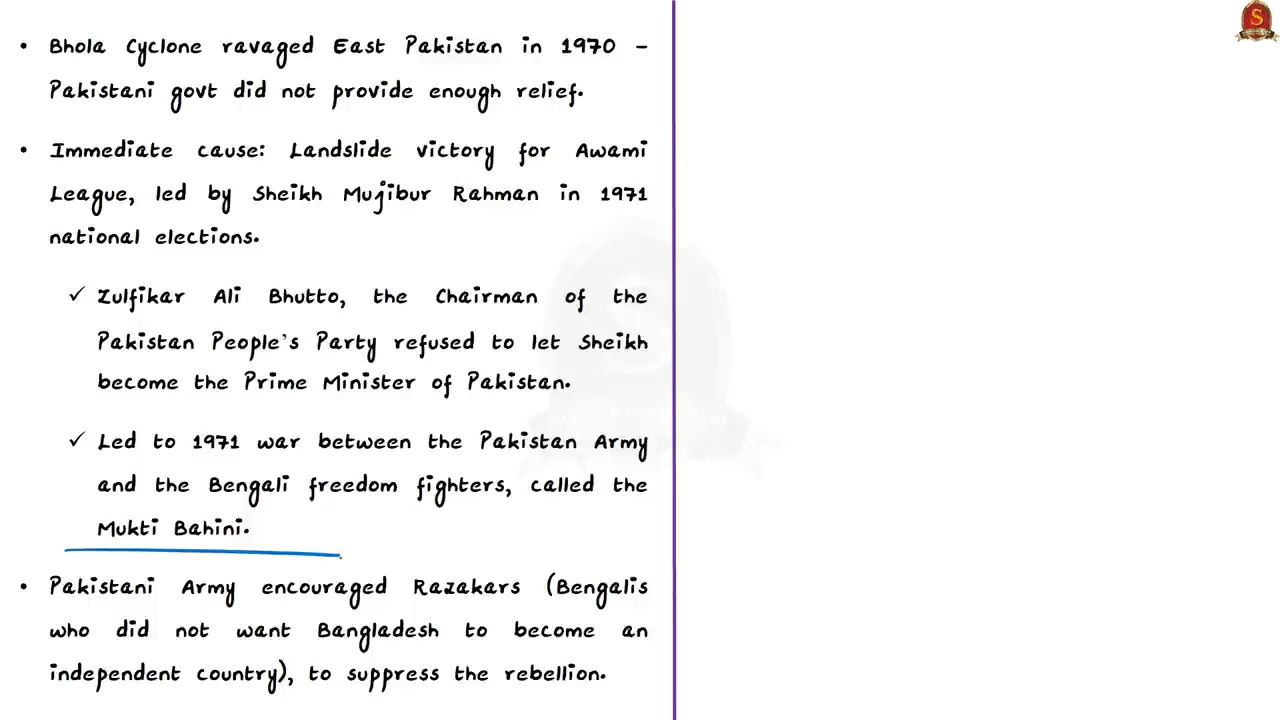 • Bhola Cyclone ravaged East Pakistan in 1970 –
Pakistani govt did not provide enough relief.
• Immediate cause: Landslide victory for Awami
League, led by Sheikh Mujibur Rahman in 1971
national elections.
✓ Zulfikar Ali Bhutto, the Chairman of the
Pakistan People's Party refused to let Sheikh
become the Prime Minister of Pakistan.
✓ Led to 1971 war between the Pakistan Army
and the Bengali freedom fighters, called the
Mukti Bahini.
• Pakistani Army encouraged Razakars (Bengalis
who did not want Bangladesh to become an
independent country), to suppress the rebellion.
S